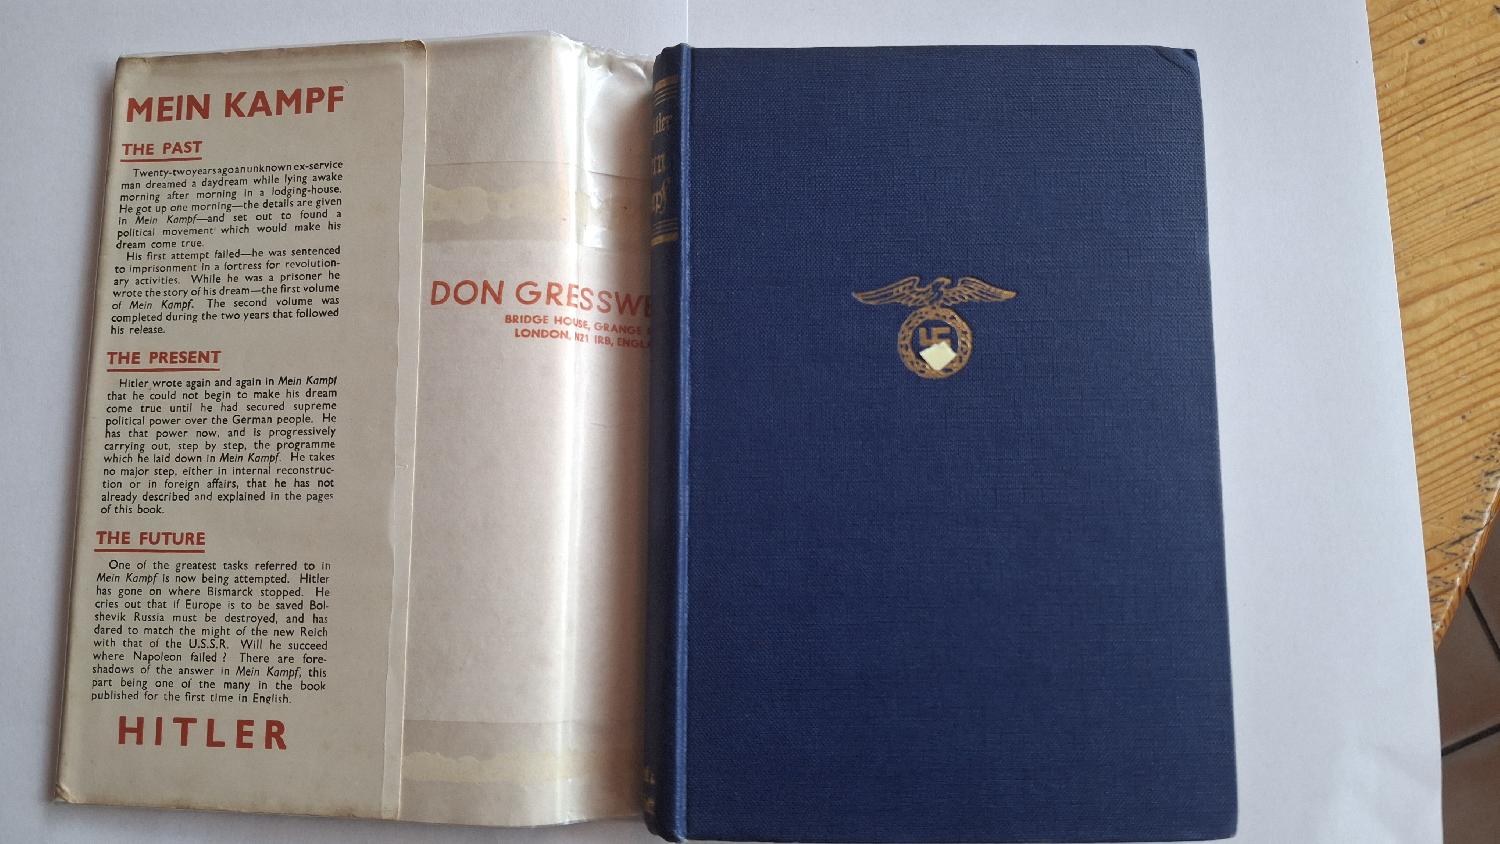 MEIN KAMPF
THE PAST
Twenty-two years ago an unknown ex-service
man dreamed a daydream while lying awake
morning after morning in a lodging-house.
He got up one morning—the details are given
in Mein Kampf—and set out to found a
political movement which would make his
dream come true.
His first attempt failed—he was sentenced
to imprisonment in a fortress for revolution-
ary activities. While he was a prisoner he
wrote the story of his dream—the first volume
of Mein Kampf. The second volume was
completed during the two years that followed
his release.
THE PRESENT
Hitler wrote again and again in Mein Kampf
that he could not begin to make his dream
come true until he had secured supreme
political power over the German people. He
has that power now, and is progressively
carrying out, step by step, the programme
which he laid down in Mein Kampf. He takes
no major step, either in internal reconstruc-
tion or in foreign affairs, that he has not
already described and explained in the pages
of this book.
THE FUTURE
One of the greatest tasks referred to in
Mein Kampf is now being attempted. Hitler
has gone on where Bismarck stopped. He
cries out that if Europe is to be saved Bol-
shevik Russia must be destroyed, and has
dared to match the might of the new Reich
with that of the U.S.S.R. Will he succeed
where Napoleon failed ? There are fore-
shadows of the answer in Mein Kampf, this
part being one of the many in the book
published for the first time in English.
HITLER
DON GRESSWE
BRIDGE HOUSE, GRANGE
LONDON, N21 1RB, ENGLA